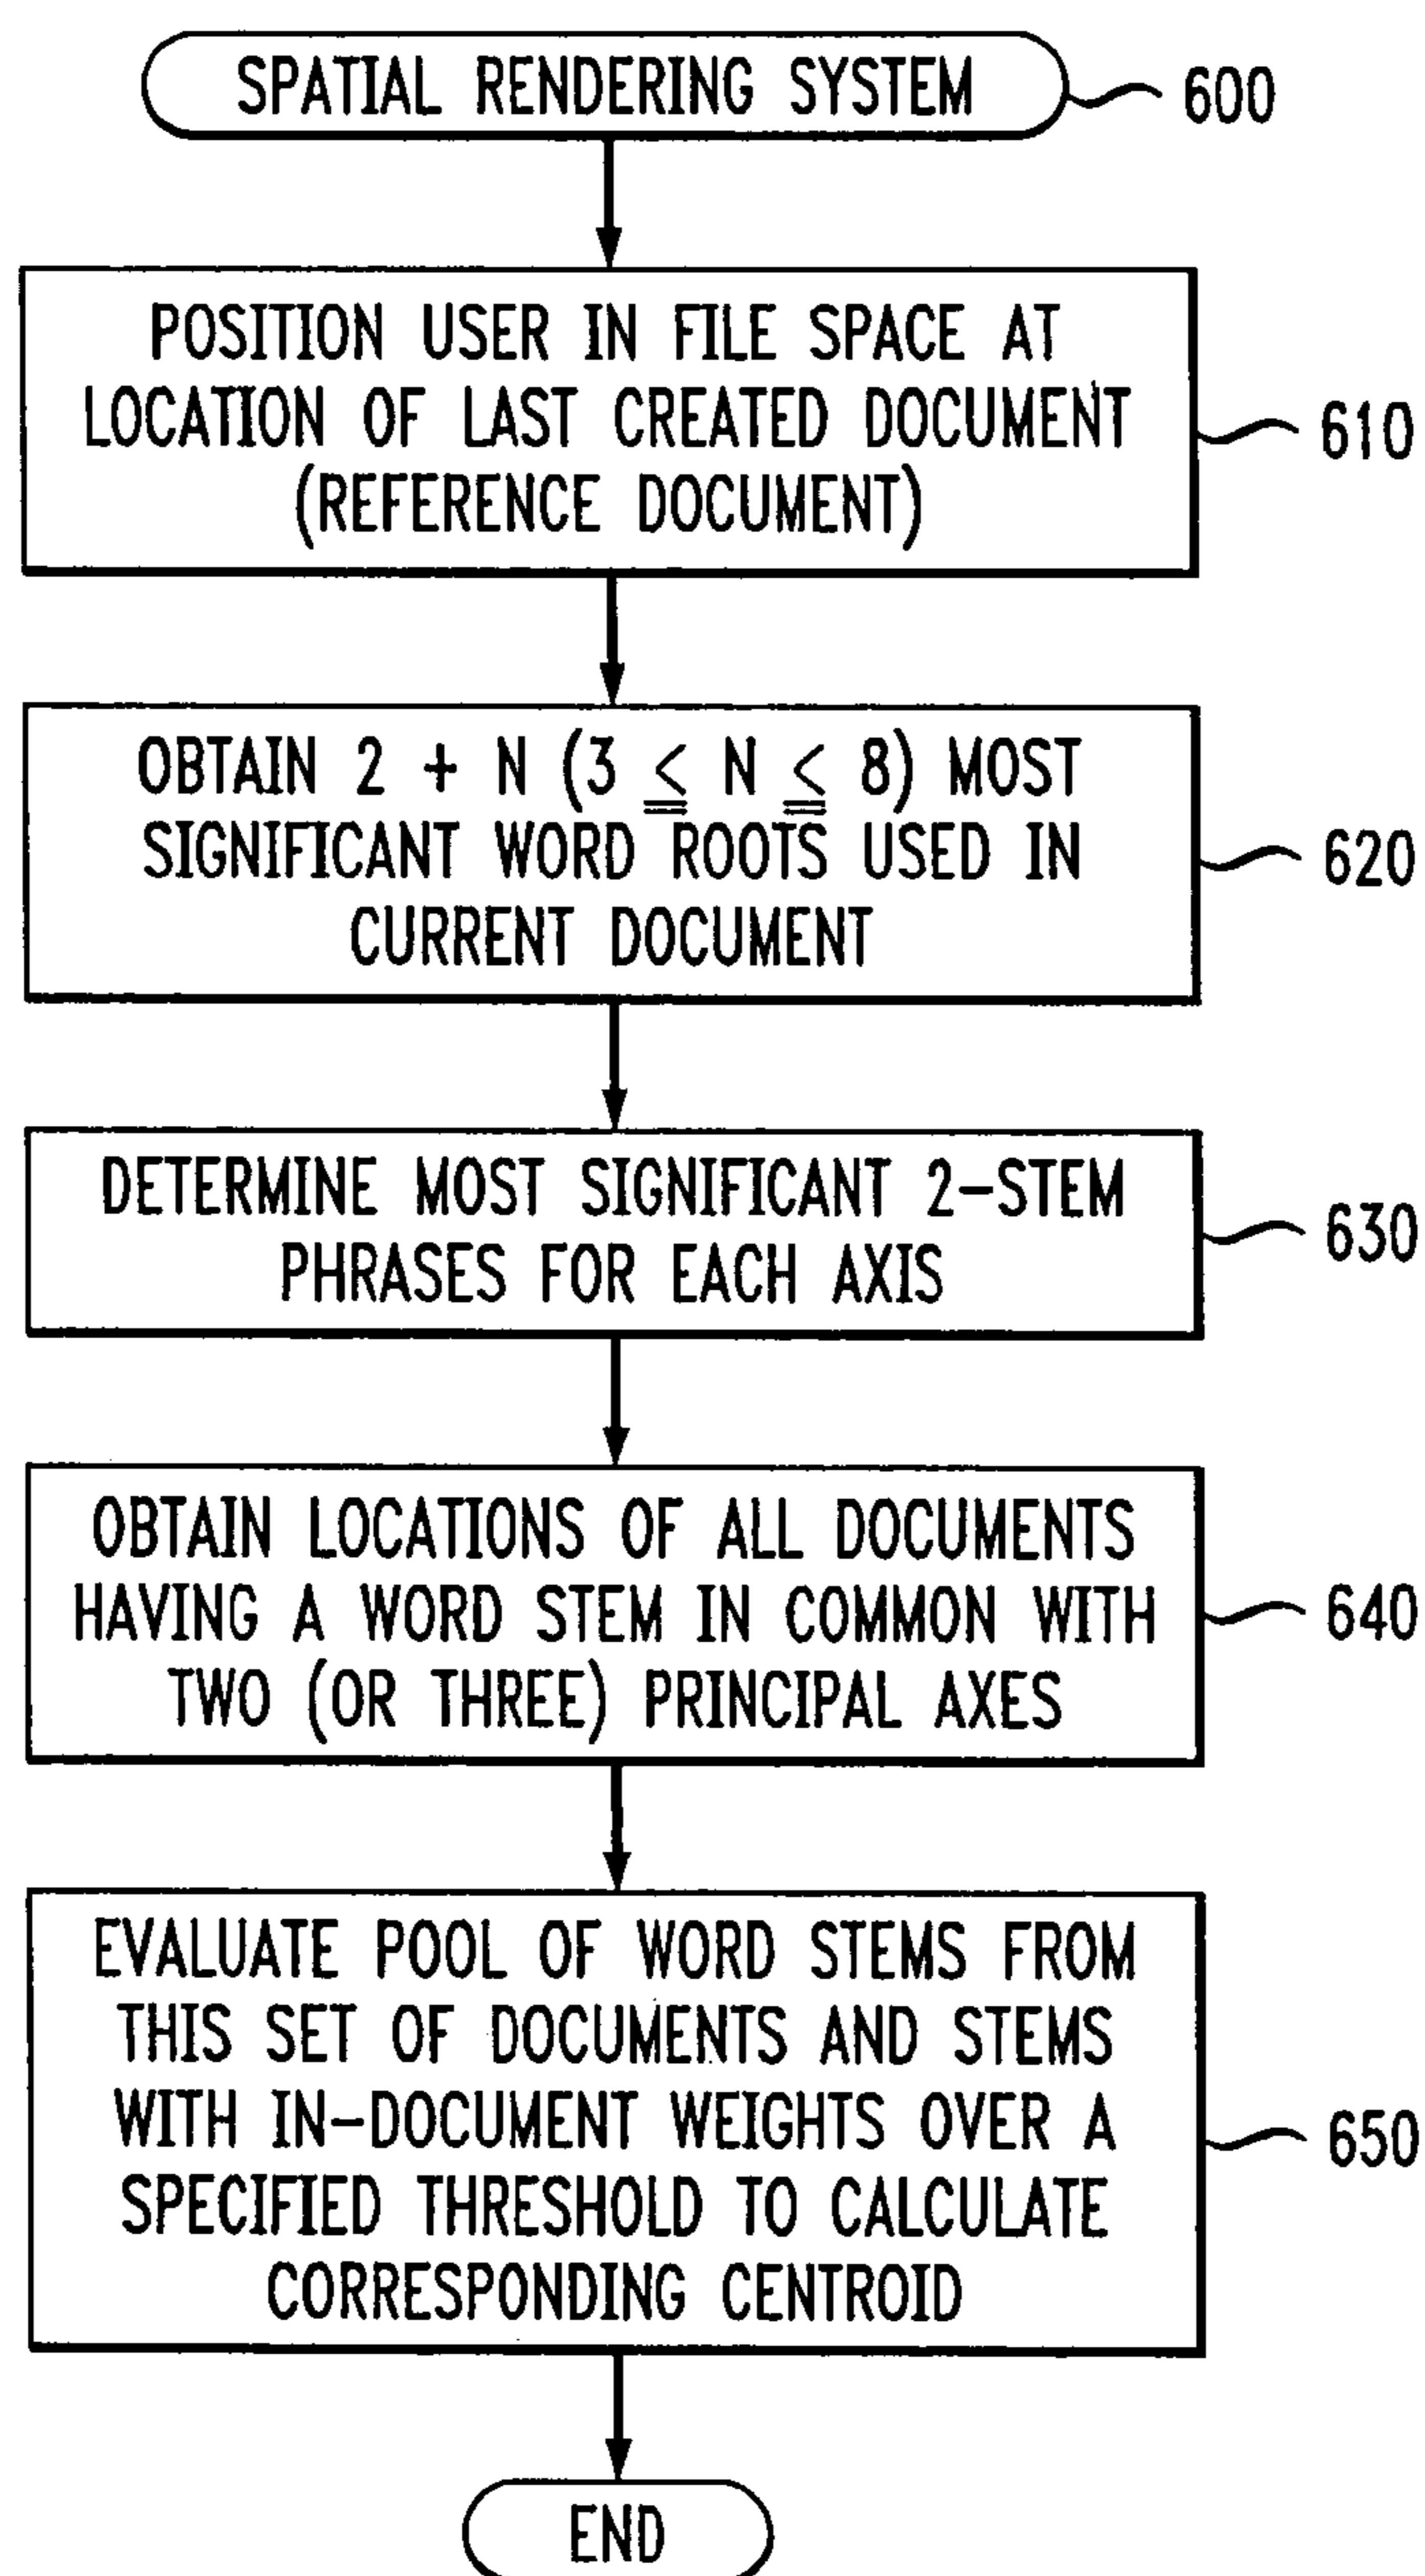 SPATIAL RENDERING SYSTEM
600
POSITION USER IN FILE SPACE AT
LOCATION OF LAST CREATED DOCUMENT
(REFERENCE DOCUMENT)
610
OBTAIN 2 + N (3 ≤ N ≤ 8) MOST
SIGNIFICANT WORD ROOTS USED IN
CURRENT DOCUMENT
620
DETERMINE MOST SIGNIFICANT 2-STEM
PHRASES FOR EACH AXIS
630
OBTAIN LOCATIONS OF ALL DOCUMENTS
HAVING A WORD STEM IN COMMON WITH
TWO (OR THREE) PRINCIPAL AXES
640
EVALUATE POOL OF WORD STEMS FROM
THIS SET OF DOCUMENTS AND STEMS
WITH IN-DOCUMENT WEIGHTS OVER A
SPECIFIED THRESHOLD TO CALCULATE
CORRESPONDING CENTROID
650
END